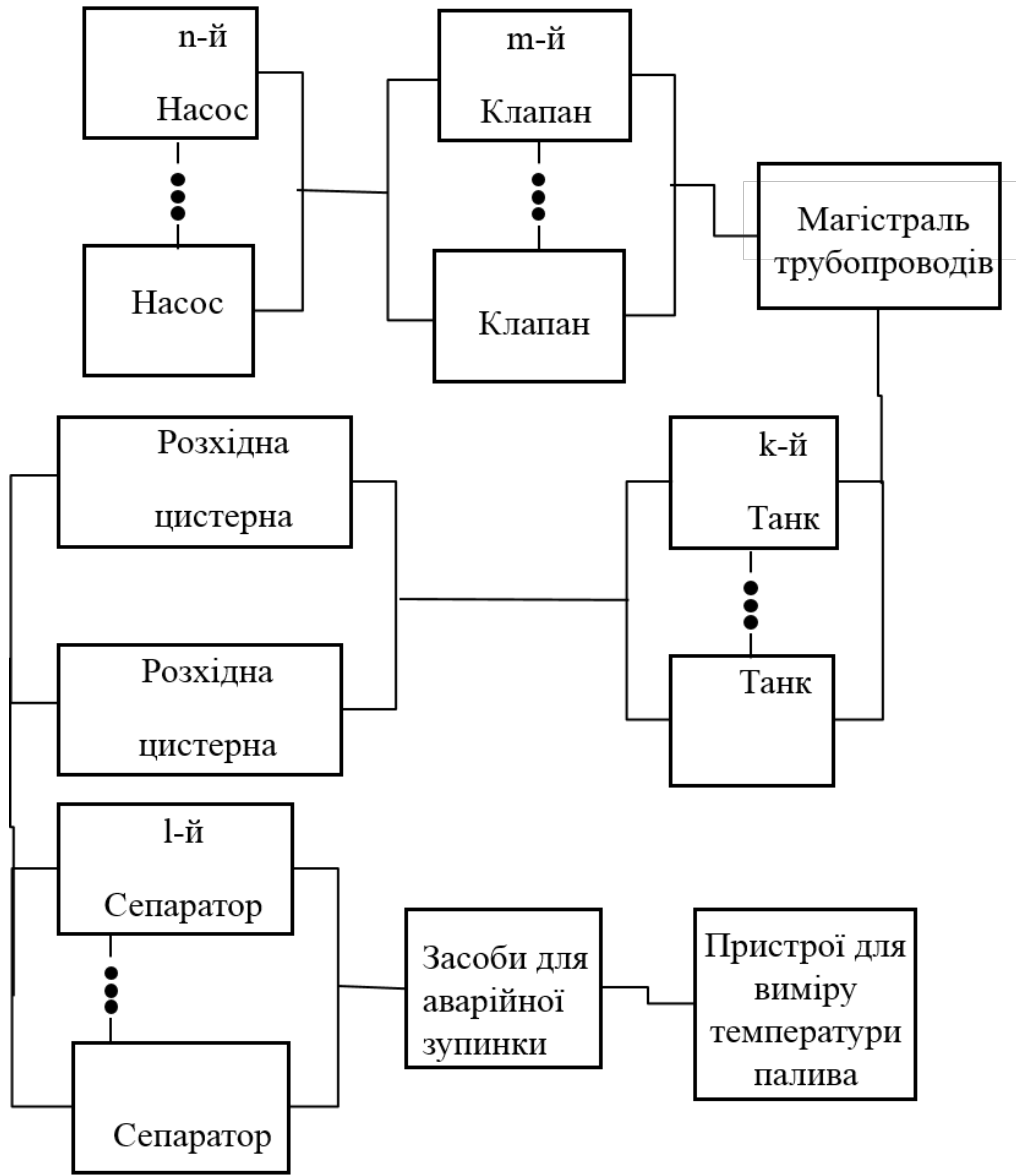 n-й
Насос
Насос
m-й
Клапан
Клапан
Магістраль
трубопроводів
Розхідна
цистерна
Розхідна
цистерна
k-й
Танк
Танк
l-й
Сепаратор
Сепаратор
Засоби для
аварійної
зупинки
Пристрої для
виміру
температури
палива